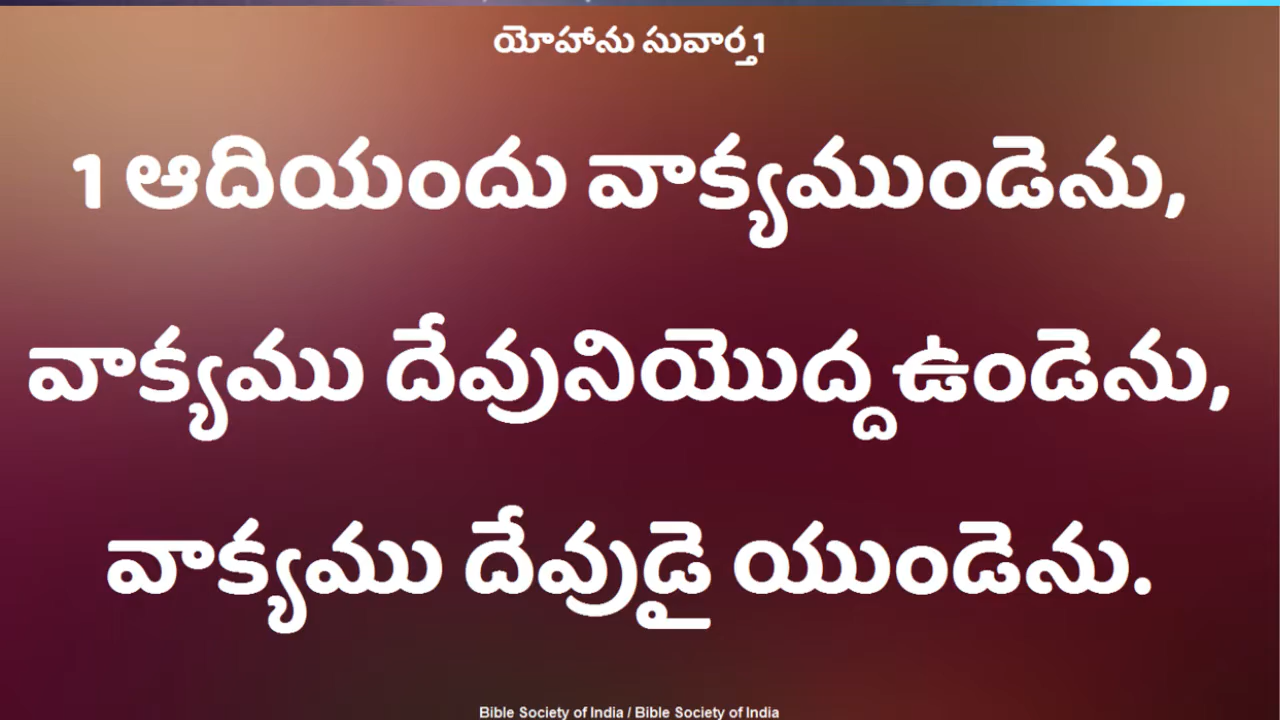 యోహాను సువార్త 1
1 ఆదియందు వాక్యముండెను,
వాక్యము దేవునియొద్ద ఉండెను,
వాక్యము దేవుడై యుండెను.
Bible Society of India / Bible Society of India